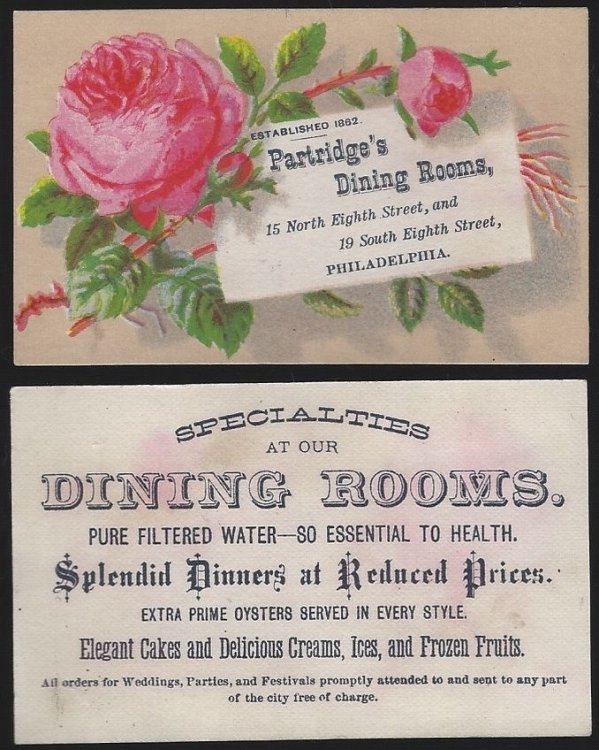 ESTABLISHED 1862.
Partridge's
Dining Rooms,
15 North Eighth Street, and
19 South Eighth Street,
PHILADELPHIA.
SPECIALTIES
AT OUR
DINING ROOMS.
PURE FILTERED WATER—SO ESSENTIAL TO HEALTH.
Splendid Dinners at Reduced Prices.
EXTRA PRIME OYSTERS SERVED IN EVERY STYLE.
Elegant Cakes and Delicious Creams, Ices, and Frozen Fruits.
All orders for Weddings, Parties, and Festivals promptly attended to and sent to any part
of the city free of charge.